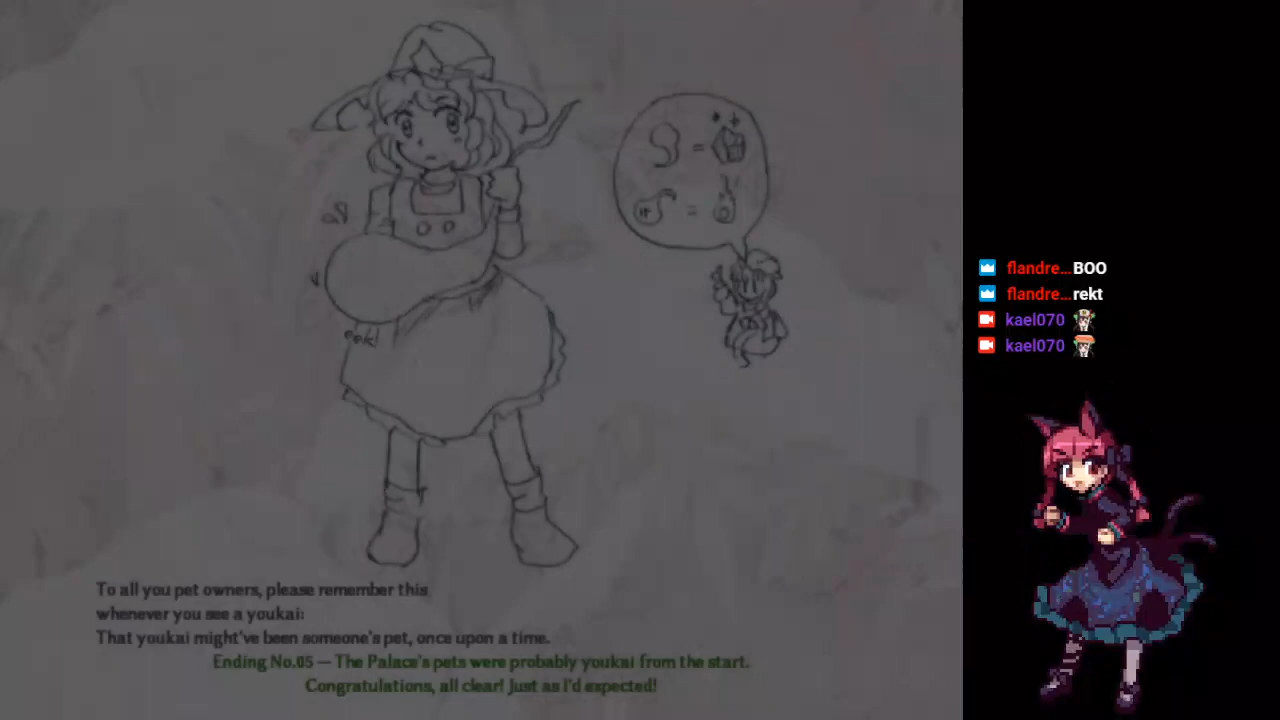 S =
=
eek!
To all you pet owners, please remember this
whenever you see a youkai:
That youkai might've been someone's pet, once upon a time.
Ending No.05 — The Palace's pets were probably youkai from the start.
Congratulations, all clear! Just as I'd expected!
flandre... BOO
flandre... rekt
kael070
kael070